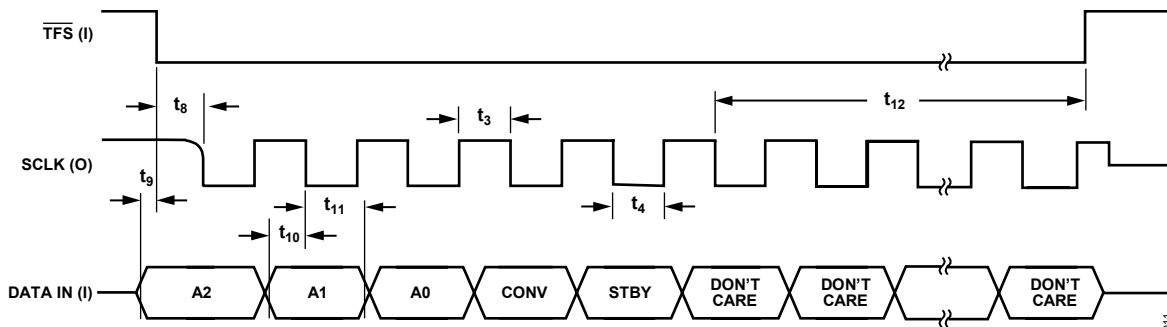 TFS (I)
t8
t3
t12
SCLK (O)
t9
t11
t10
t4
DATA IN (I)
A2
A1
A0
CONV
STBY
DON'T CARE
DON'T CARE
DON'T CARE